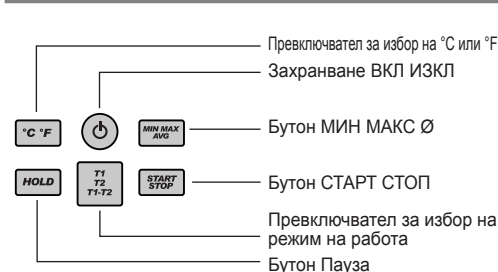 Превключвател за избор на °C или °F
Захранване ВКЛ ИЗКЛ
°C °F
MIN MAX
AVG
Бутон МИН МАКС Ø
HOLD
T1
T2
T1-T2
START
STOP
Бутон СТАРТ СТОП
Превключвател за избор на
режим на работа
Бутон Пауза